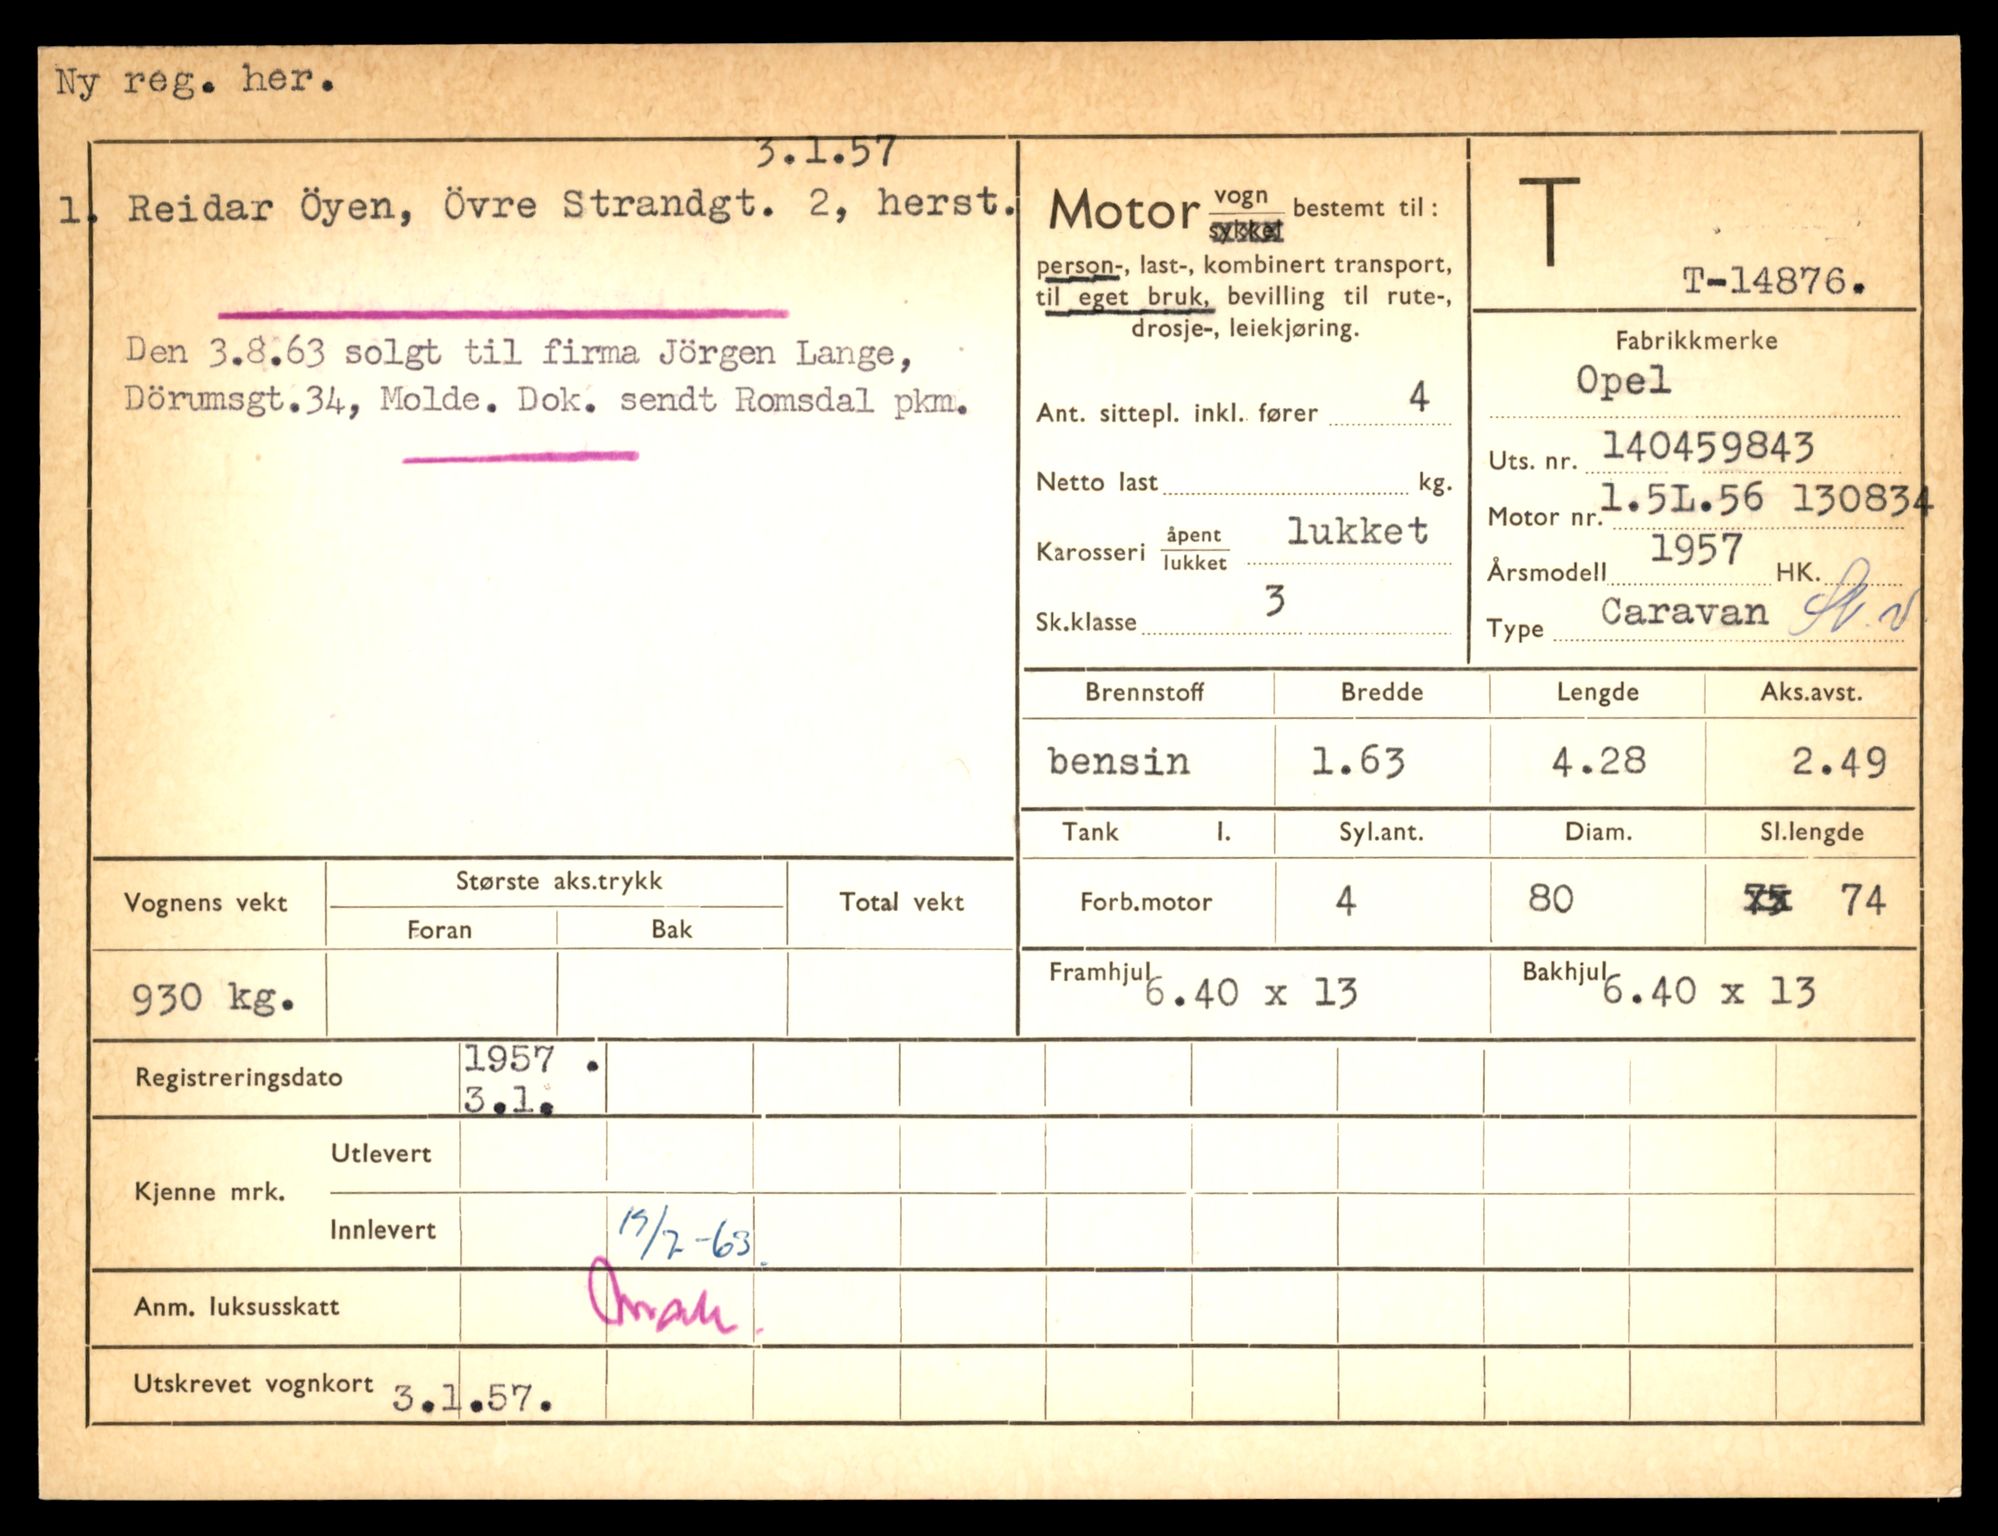 Ny reg. her.
3.1.57
1. Reidar Öyen, Övre Strandgt. 2, herst.
Den 3.8.63 solgt til firma Jörgen Lange,
Dörumsgt.34, Molde. Dok. sendt Romsdal pkm.
Motor vogn bestemt til:
sykkel
person-, last-, kombinert transport,
til eget bruk, bevilling til rute-,
drosje-, leiekjøring.
Ant. sittepl. inkl. fører 4
Netto last kg.
Karosseri åpent lukket
lukket
Sk.klasse 3
T
T-14876.
Fabrikkmerke
Opel
Uts. nr. 140459843
Motor nr. 1.5L.56 130834
Årsmodell 1957 HK.
Type Caravan St. v.
Brennstoff Bredde Lengde Aks.avst.
bensin 1.63 4.28 2.49
Tank l. Syl.ant. Diam. Sl.lengde
Forb.motor 4 80 75 74
Framhjul 6.40 x 13 Bakhjul 6.40 x 13
Vognens vekt Største aks.trykk Total vekt
Foran Bak
930 kg.
Registreringsdato 1957 .
3.1.
Kjenne mrk. Utlevert
Innlevert /7-63.
Anm. luksusskatt
Utskrevet vognkort 3.1.57.